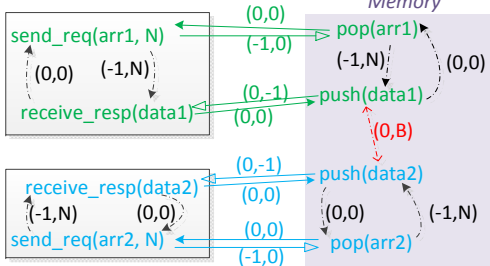 Memory
(0,0)
send_req(arr1, N)
pop(arr1)
(-1,0)
(0,0)
(-1,N)
(-1,N)
(0,0)
(0,-1)
push(data1)
receive_resp(data1)
(0,0)
(0,B)
(0,-1)
push(data2)
receive_resp(data2)
(0,0)
(-1,N)
(0,0)
(0,0)
(-1,N)
(0,0)
send_req(arr2, N)
pop(arr2)
(-1,0)